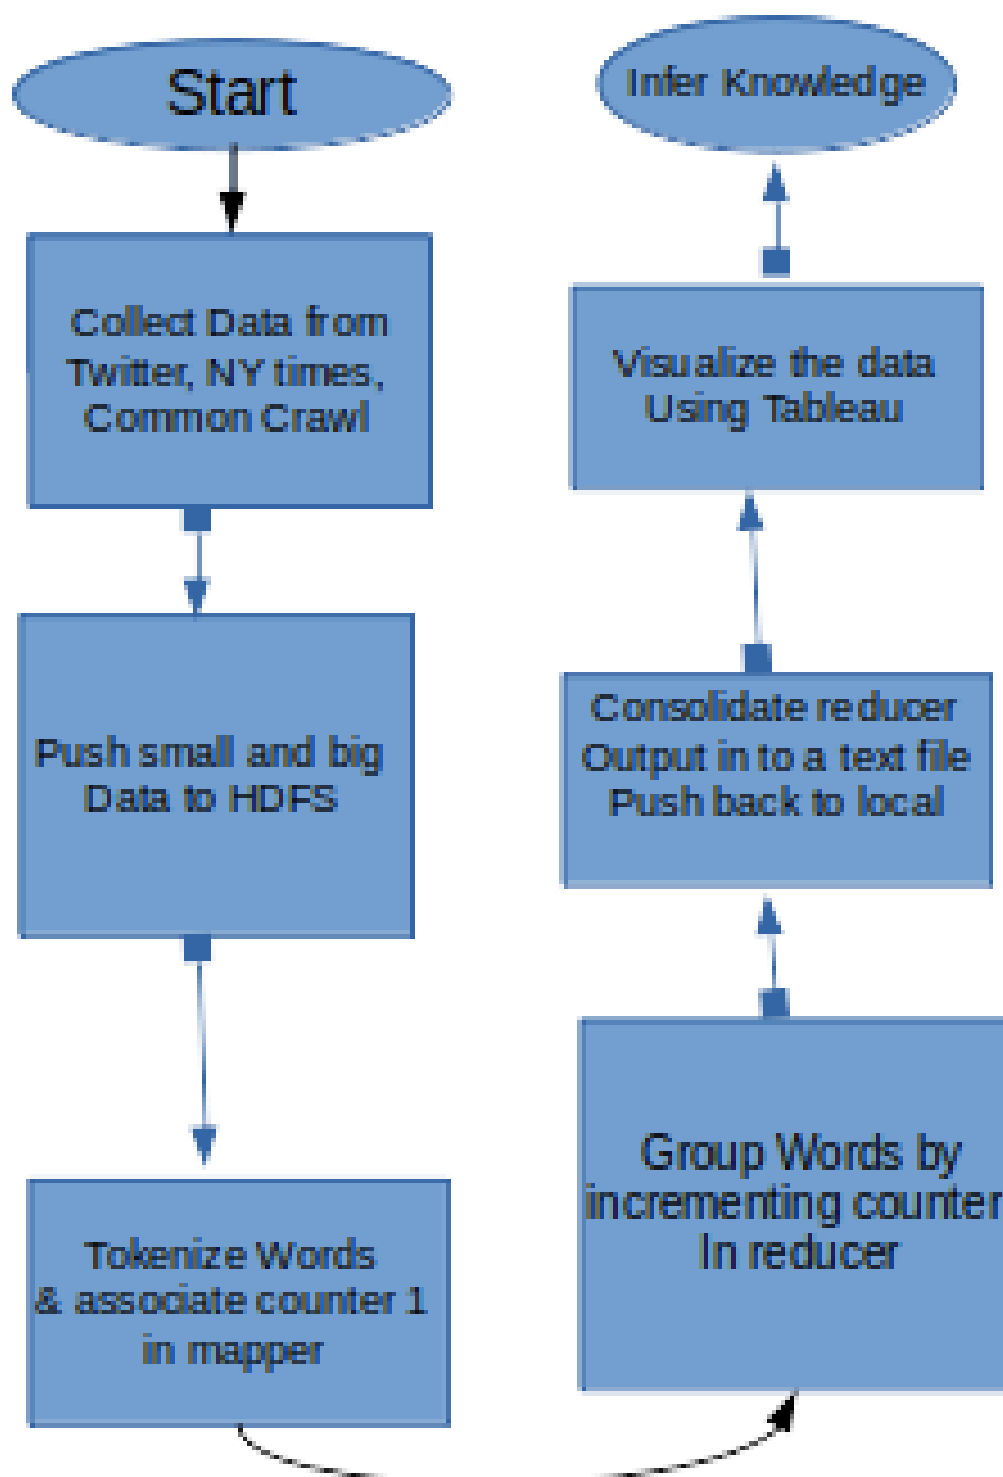 Start
Collect Data from
Twitter, NY times,
Common Crawl
Push small and big
Data to HDFS
Tokenize Words
& associate counter 1
in mapper
Group Words by
incrementing counter
In reducer
Consolidate reducer
Output in to a text file
Push back to local
Visualize the data
Using Tableau
Infer Knowledge